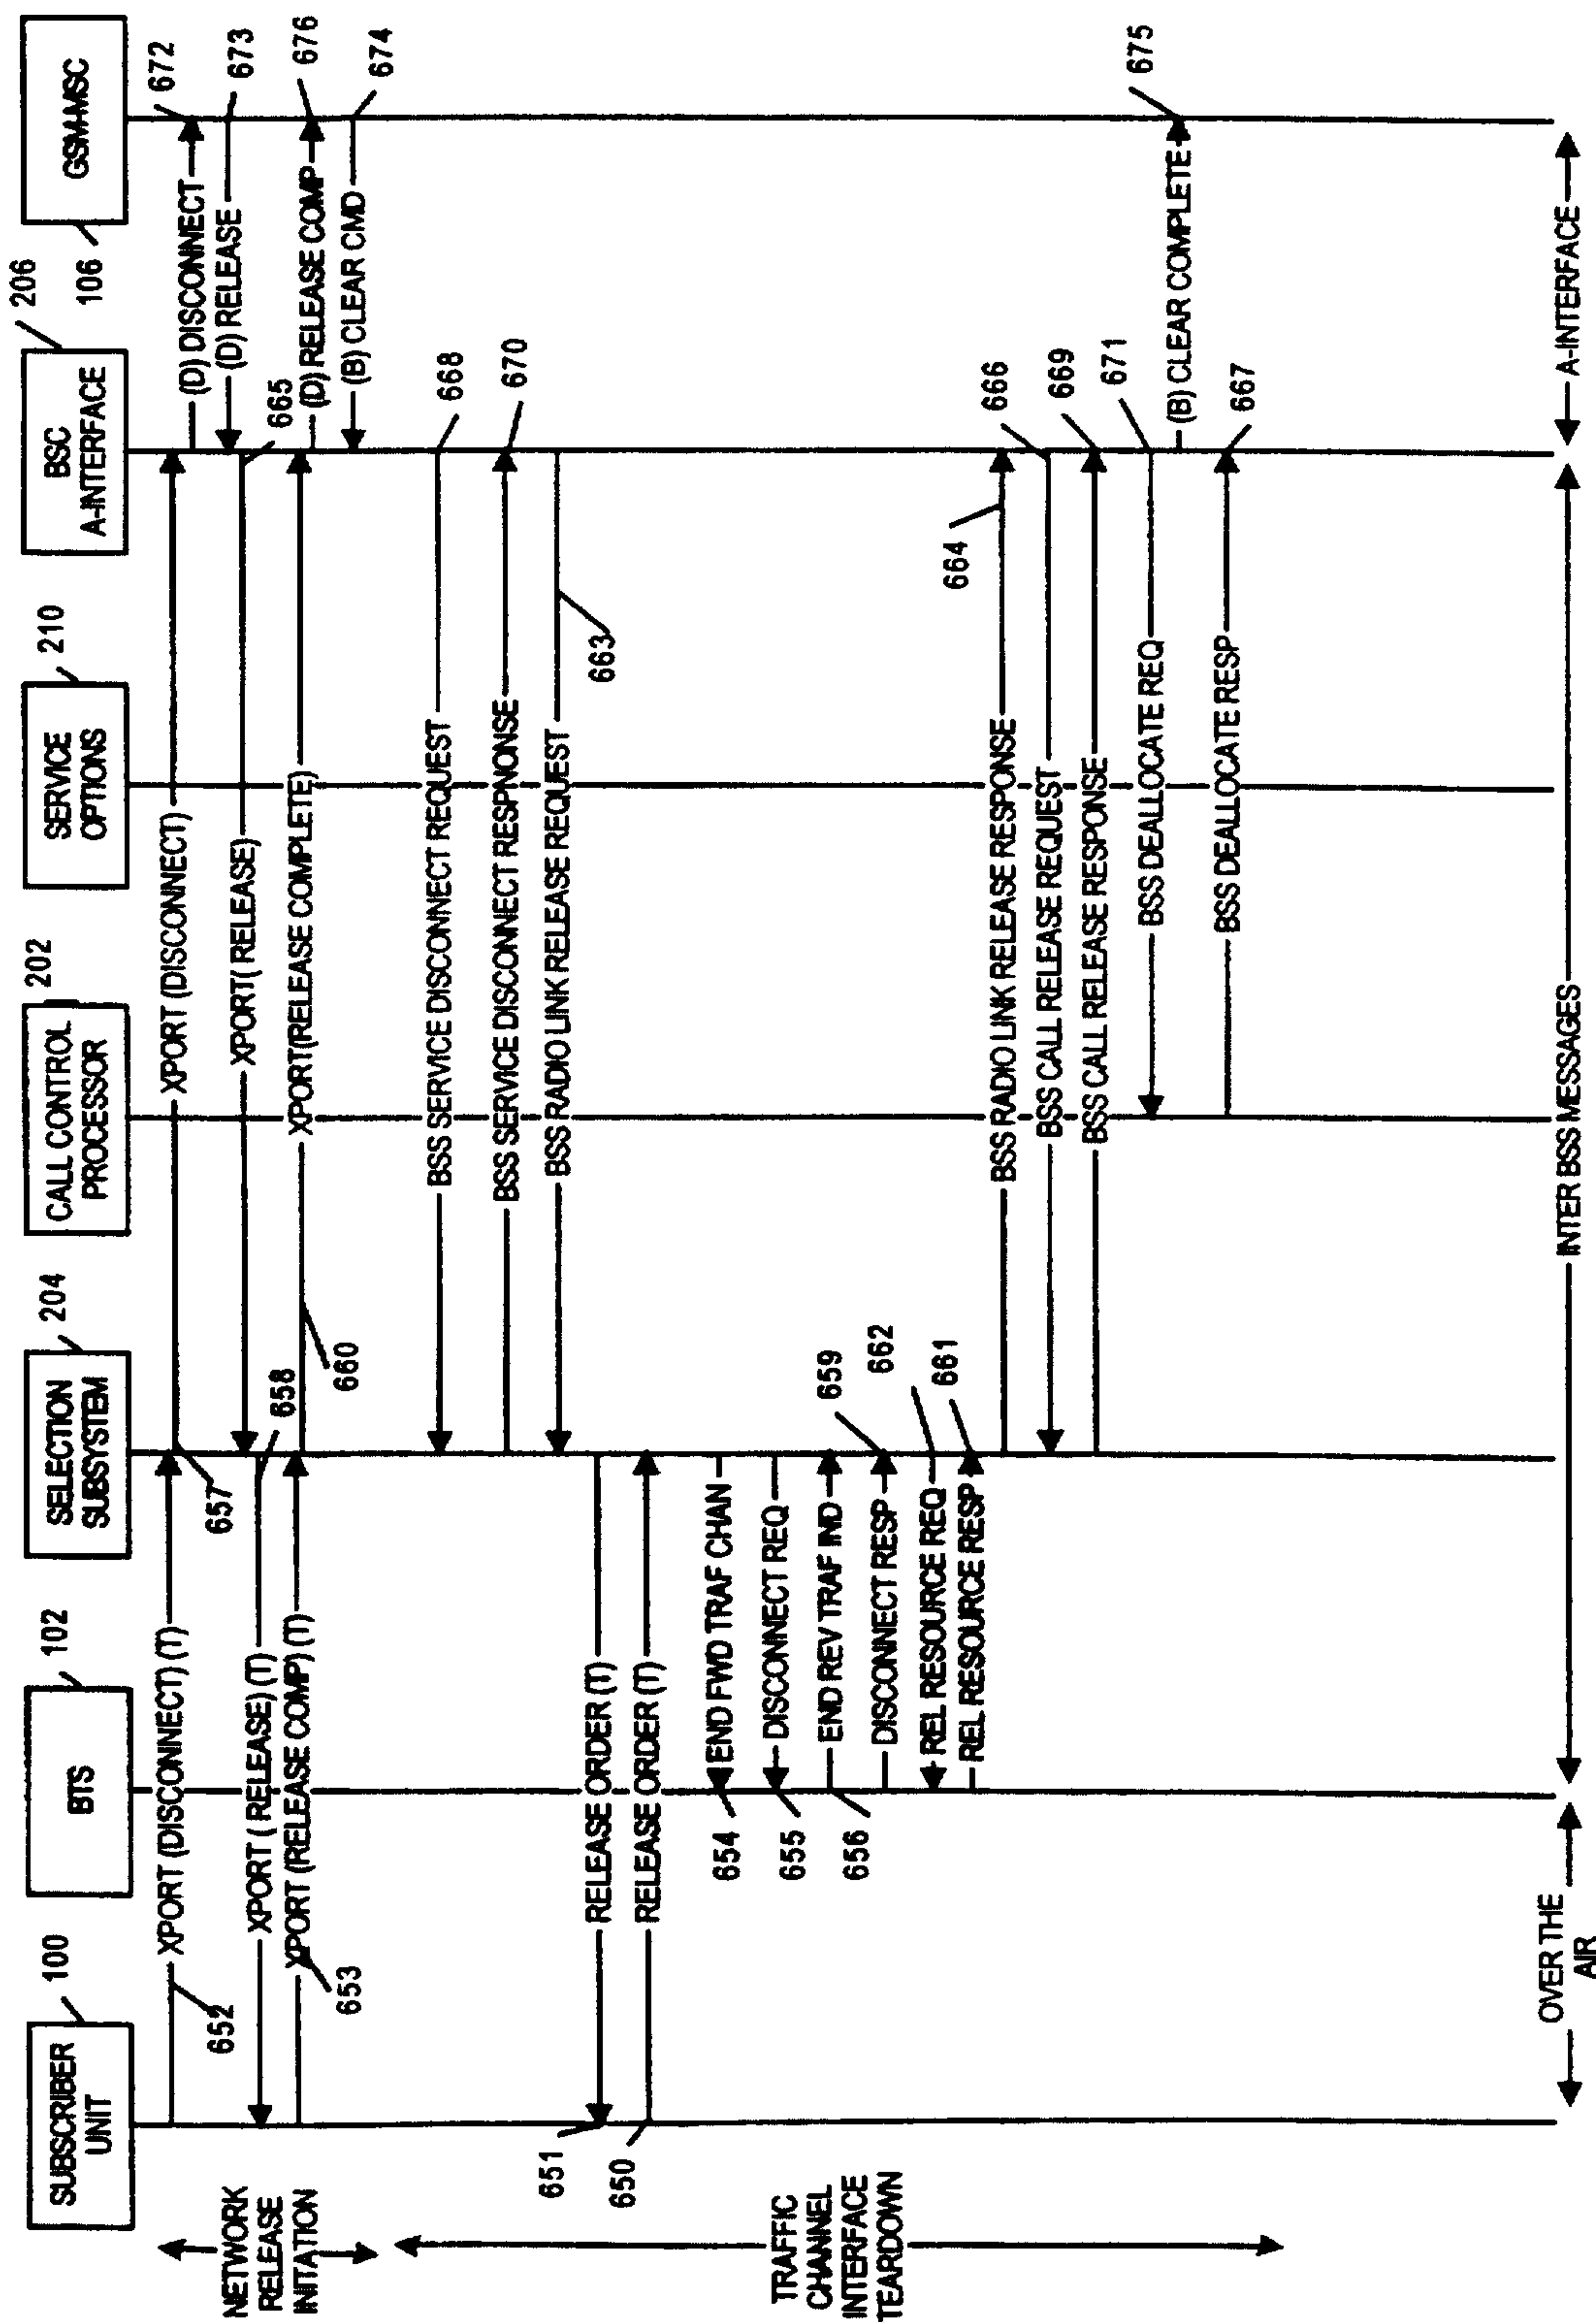 SUBSCRIBER
UNIT
100
BTS
102
SELECTION
SUBSYSTEM
204
CALL CONTROL
PROCESSOR
202
SERVICE
OPTIONS
210
BSC
A-INTERFACE
206
GSM-MSC
106
NETWORK
RELEASE
INITATION
XPORT (DISCONNECT) (T)
652
657
XPORT (DISCONNECT)
(D) DISCONNECT
672
(D) RELEASE
673
XPORT( RELEASE)
665
XPORT ( RELEASE) (T)
658
XPORT (RELEASE COMP) (T)
653
XPORT(RELEASE COMPLETE)
660
(D) RELEASE COMP
676
(B) CLEAR CMD
674
TRAFFIC
CHANNEL
INTERFACE
TEARDOWN
BSS SERVICE DISCONNECT REQUEST
668
BSS SERVICE DISCONNECT RESPNONSE
670
BSS RADIO LINK RELEASE REQUEST
663
RELEASE ORDER (T)
651
RELEASE ORDER (T)
650
END FWD TRAF CHAN
654
DISCONNECT REQ
655
END REV TRAF IND
656
DISCONNECT RESP
659
REL RESOURCE REQ
662
REL RESOURCE RESP
661
BSS RADIO LINK RELEASE RESPONSE
664
BSS CALL RELEASE REQUEST
666
BSS CALL RELEASE RESPONSE
669
BSS DEALLOCATE REQ
671
(B) CLEAR COMPLETE
675
BSS DEALLOCATE RESP
667
OVER THE
AIR
INTER BSS MESSAGES
A-INTERFACE